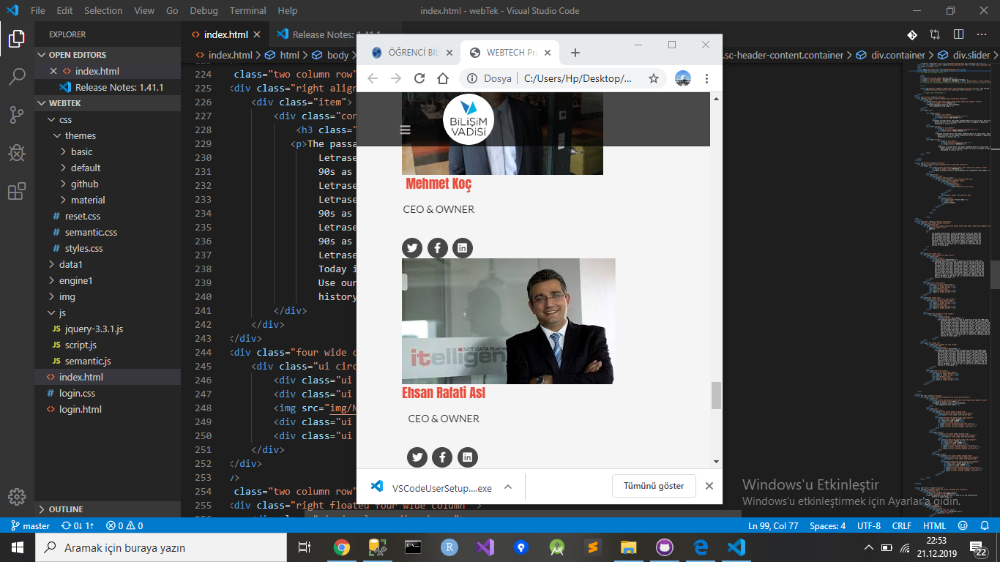 File Edit Selection View Go Debug Terminal Help
index.html - webTek - Visual Studio Code
EXPLORER
OPEN EDITORS
index.html
Release Notes: 1.41.1
WEBTEK
css
themes
basic
default
github
material
reset.css
semantic.css
styles.css
data1
engine1
img
js
jquery-3.3.1.js
script.js
semantic.js
index.html
login.css
login.html
OUTLINE
index.html
Release Notes: 1.41.1
index.html > html > body
.sc-header-content.container > div.container > div.slider >
224 class="two column row"
225 <div class="right align
226 <div class="item">
227 <div class="con
228 <h3 class="
229 <p>The passa
230 Letrase
231 90s as
232 Letrase
233 Letrase
234 90s as
235 Letrase
236 90s as
237 Letrase
238 Today i
239 Use our
240 history
241 </div>
242 </div>
243 </div>
244 <div class="four wide c
245 <div class="ui circ
246 <div class="ui
247 <div class="ui
248 <img src="img/N
249 <div class="ui
250 <div class="ui
251 </div>
252 </div>
253 />
254 class="two column row"
255 <div class="right floated four wide column ">
256
ÖĞRENCİ BİL
WEBTECH Pr
Dosya | C:/Users/Hp/Desktop/...
BİLİŞİM
VADİSİ
Mehmet Koç
CEO & OWNER
NTT DATA Business
itelligen
Ehsan Rafati Asl
CEO & OWNER
VSCodeUserSetup....exe
Tümünü göster
Windows'u Etkinleştir
Windows'u etkinleştirmek için Ayarlar'a gidin.
master 0↓ 1↑ 0 0
Ln 99, Col 77 Spaces: 4 UTF-8 CRLF HTML
Aramak için buraya yazın
22:53
21.12.2019
22